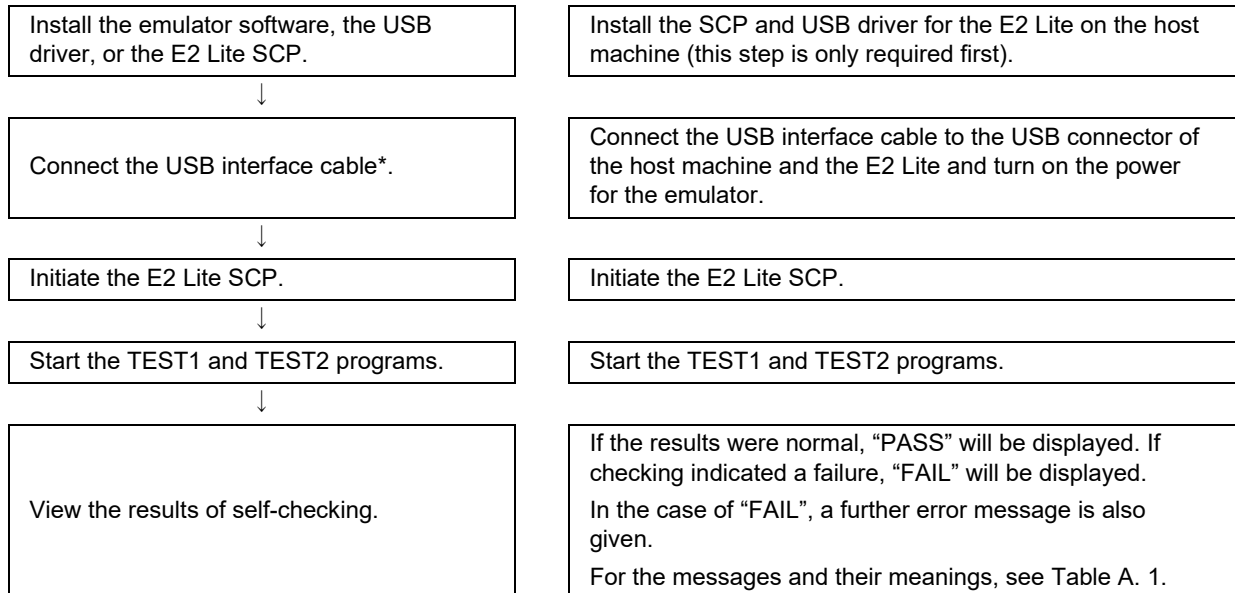 Install the emulator software, the USB
driver, or the E2 Lite SCP.
Install the SCP and USB driver for the E2 Lite on the host
machine (this step is only required first).
↓
Connect the USB interface cable*.
Connect the USB interface cable to the USB connector of
the host machine and the E2 Lite and turn on the power
for the emulator.
↓
Initiate the E2 Lite SCP.
Initiate the E2 Lite SCP.
↓
Start the TEST1 and TEST2 programs.
Start the TEST1 and TEST2 programs.
↓
View the results of self-checking.
If the results were normal, “PASS” will be displayed. If
checking indicated a failure, “FAIL” will be displayed.
In the case of “FAIL”, a further error message is also
given.
For the messages and their meanings, see Table A. 1.